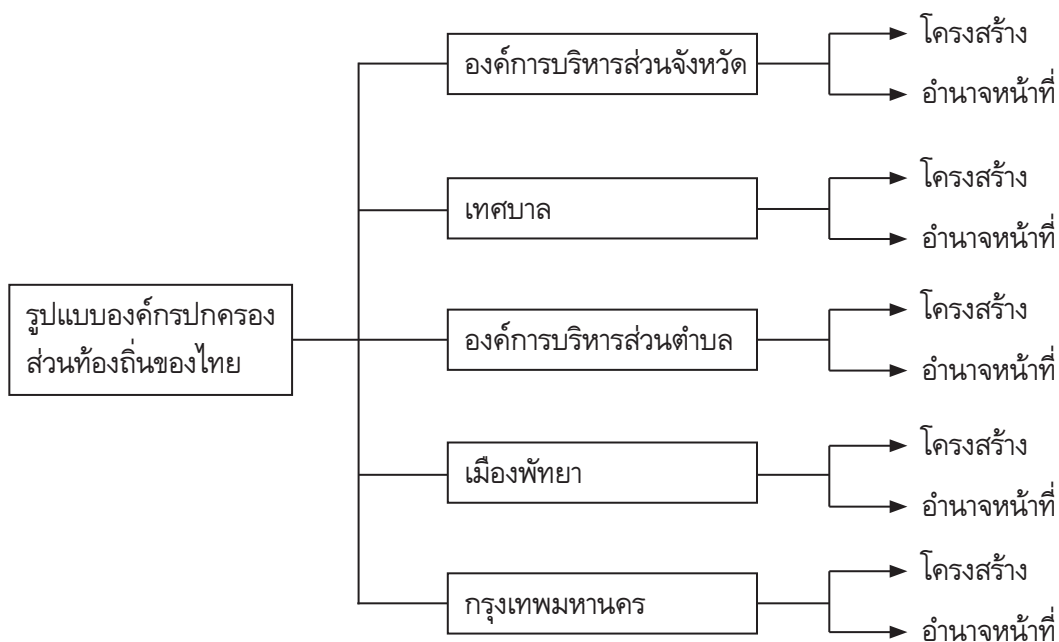 รูปแบบองค์กรปกครอง
ส่วนท้องถิ่นของไทย
องค์การบริหารส่วนจังหวัด
โครงสร้าง
อำนาจหน้าที่
เทศบาล
โครงสร้าง
อำนาจหน้าที่
องค์การบริหารส่วนตำบล
โครงสร้าง
อำนาจหน้าที่
เมืองพัทยา
โครงสร้าง
อำนาจหน้าที่
กรุงเทพมหานคร
โครงสร้าง
อำนาจหน้าที่